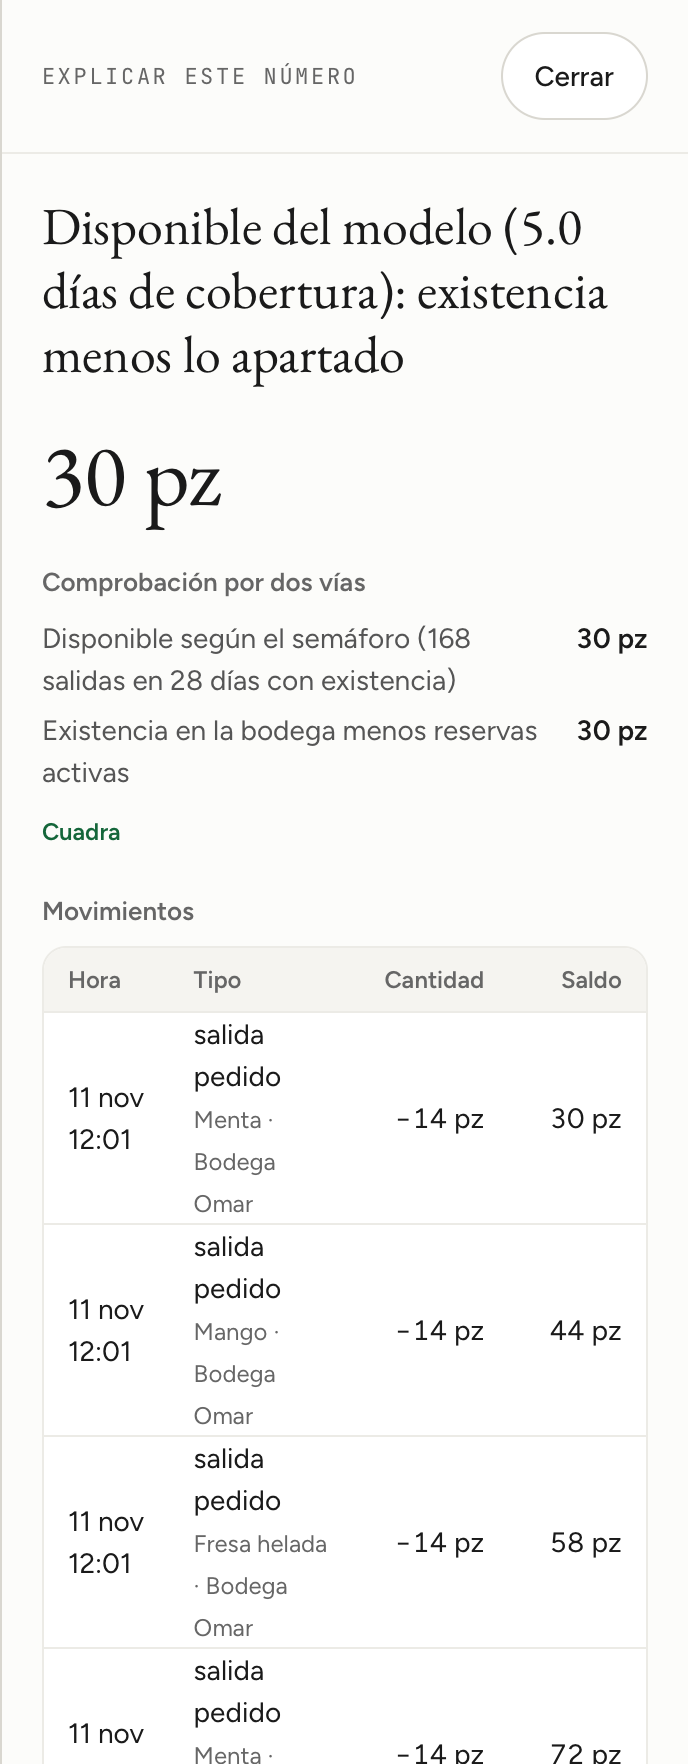 EXPLICAR ESTE NÚMERO
Cerrar
Disponible del modelo (5.0
días de cobertura): existencia
menos lo apartado
30 pz
Comprobación por dos vías
Disponible según el semáforo (168
salidas en 28 días con existencia)
30 pz
Existencia en la bodega menos reservas
activas
30 pz
Cuadra
Movimientos
Hora Tipo Cantidad Saldo
11 nov
12:01
salida
pedido
Menta ·
Bodega
Omar
−14 pz
30 pz
11 nov
12:01
salida
pedido
Mango ·
Bodega
Omar
−14 pz
44 pz
11 nov
12:01
salida
pedido
Fresa helada
· Bodega
Omar
−14 pz
58 pz
11 nov
salida
pedido
Menta ·
−14 pz
72 pz